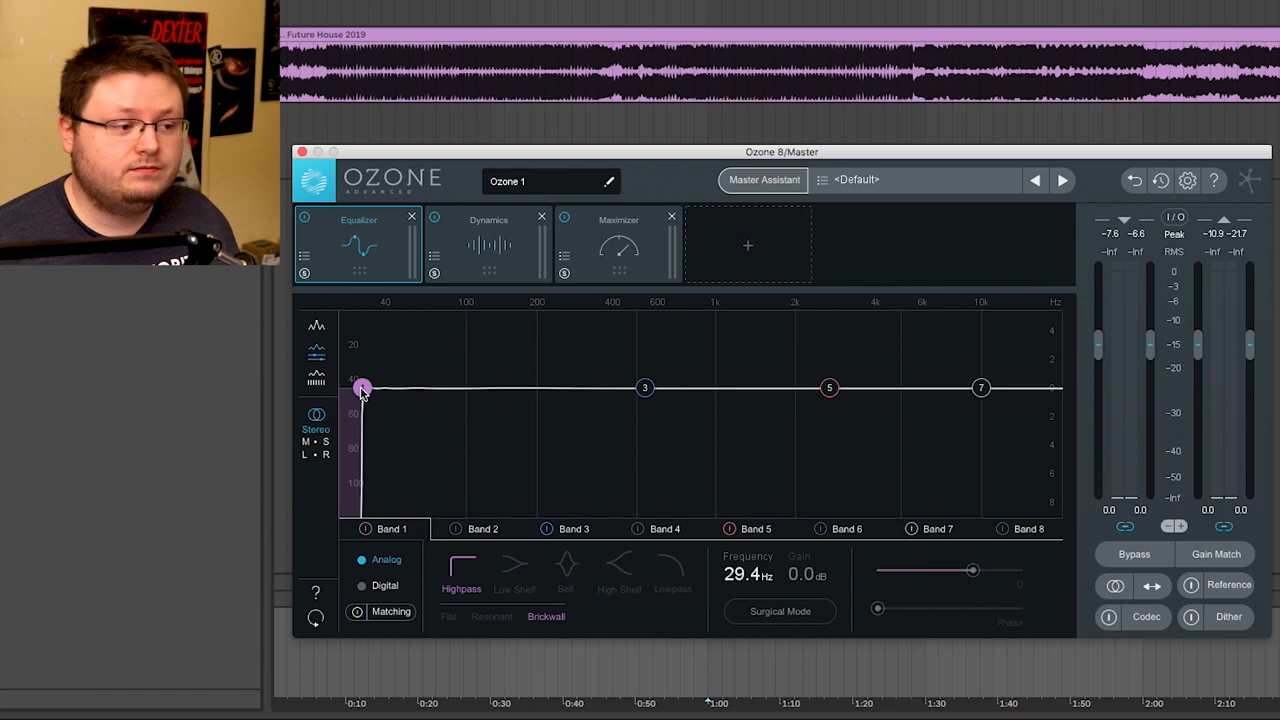 DEXTER
.. Future House 2019
Ozone 8/Master
OZONE
ADVANCED
Ozone 1
Master Assistant
<Default>
?
I / O
Equalizer
Dynamics
Maximizer
+
S
S
S
-7.6 -6.6 Peak -10.9 -21.7
-Inf -Inf RMS -Inf -Inf
40 100 200 400 600 1k 2k 4k 6k 10k Hz
20
40
60
80
100
3
5
7
4
2
0
2
4
6
8
0
-3
-6
-10
-15
-20
-30
-40
-50
-Inf
0.0 0.0 0.0 0.0
Stereo
M • S
L • R
Band 1 Band 2 Band 3 Band 4 Band 5 Band 6 Band 7 Band 8
Analog
Digital
Matching
Highpass Low Shelf Bell High Shelf Lowpass
Flat Resonant Brickwall
Frequency Gain
29.4Hz 0.0dB
Surgical Mode
Q
Phase
?
Bypass Gain Match
Reference
Codec Dither
0:10 0:20 0:30 0:40 0:50 1:00 1:10 1:20 1:30 1:40 1:50 2:00 2:10